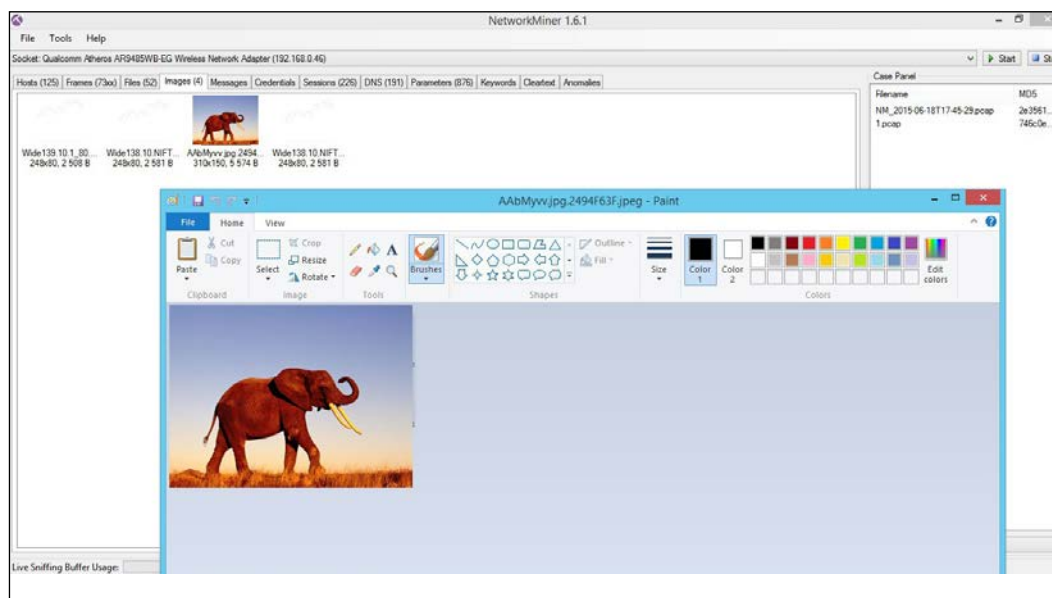 NetworkMiner 1.6.1
File Tools Help
Socket: Qualcomm Atheros AR9485WB-EG Wireless Network Adapter (192.168.0.46)
Start
Hosts (125) Frames (73xx) Files (52) Images (4) Messages Credentials Sessions (226) DNS (191) Parameters (876) Keywords Cleartext Anomalies
Case Panel
Filename MD5
NM_2015-06-18T17-45-29.pcap 2e3561...
1.pcap 746c0e...
Wide139.10.1_80.... Wide138.10.NIFT... AAbMyvv.jpg.2494... Wide138.10.NIFT...
248x80, 2 508 B 248x80, 2 581 B 310x150, 5 574 B 248x80, 2 581 B
AAbMyvv.jpg.2494F63F.jpeg - Paint
File Home View
Paste
Cut
Copy
Clipboard
Select
Crop
Resize
Rotate
Image
Tools
Brushes
Shapes
Outline
Fill
Size
Color 1
Color 2
Edit colors
Colors
Live Sniffing Buffer Usage: